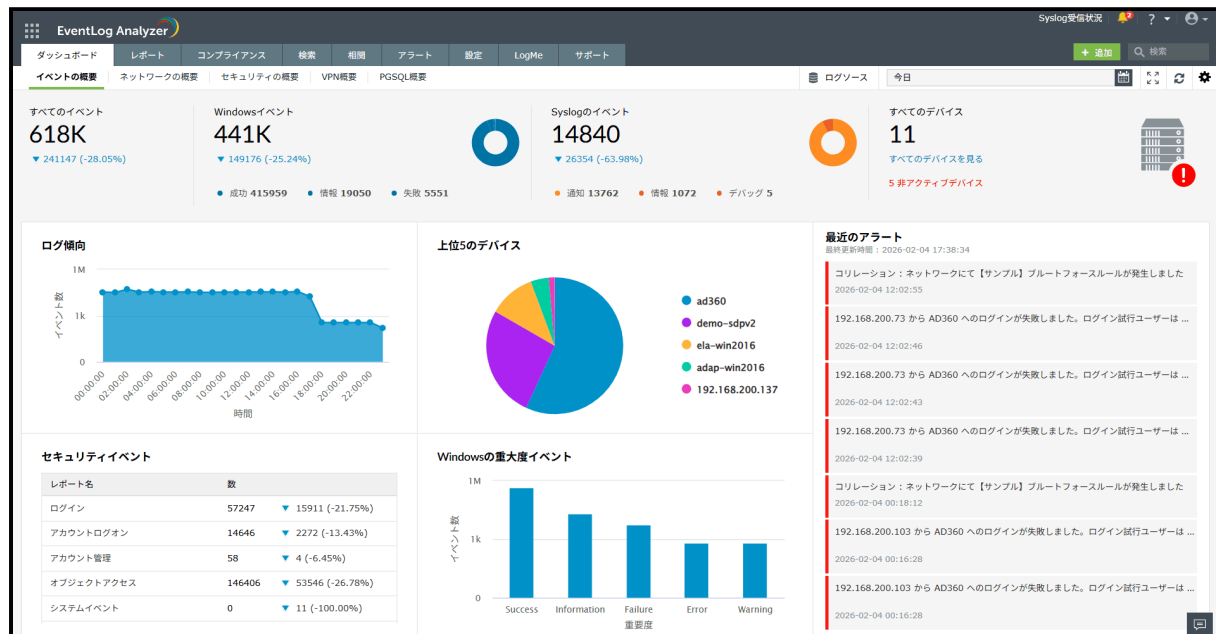 Syslog受信状況
2
?
EventLog Analyzer
ダッシュボード レポート コンプライアンス 検索 相関 アラート 設定 LogMe サポート
+ 追加 検索
イベントの概要 ネットワークの概要 セキュリティの概要 VPN概要 PGSQL概要
ログソース 今日
すべてのイベント
618K
▼ 241147 (-28.05%)
Windowsイベント
441K
▼ 149176 (-25.24%)
● 成功 415959 ● 情報 19050 ● 失敗 5551
Syslogのイベント
14840
▼ 26354 (-63.98%)
● 通知 13762 ● 情報 1072 ● デバッグ 5
すべてのデバイス
11
すべてのデバイスを見る
5 非アクティブデバイス
!
ログ傾向
1M
1k
0
イベント数
00:00:00 02:00:00 04:00:00 06:00:00 08:00:00 10:00:00 12:00:00 14:00:00 16:00:00 18:00:00 20:00:00 22:00:00
時間
上位5のデバイス
ad360
demo-sdpv2
ela-win2016
adap-win2016
192.168.200.137
最近のアラート
最終更新時間 : 2026-02-04 17:38:34
コリレーション : ネットワークにて【サンプル】ブルートフォースルールが発生しました
2026-02-04 12:02:55
192.168.200.73 から AD360 へのログインが失敗しました。ログイン試行ユーザーは ...
2026-02-04 12:02:46
192.168.200.73 から AD360 へのログインが失敗しました。ログイン試行ユーザーは ...
2026-02-04 12:02:43
192.168.200.73 から AD360 へのログインが失敗しました。ログイン試行ユーザーは ...
2026-02-04 12:02:39
コリレーション : ネットワークにて【サンプル】ブルートフォースルールが発生しました
2026-02-04 00:18:12
192.168.200.103 から AD360 へのログインが失敗しました。ログイン試行ユーザーは ...
2026-02-04 00:16:28
192.168.200.103 から AD360 へのログインが失敗しました。ログイン試行ユーザーは ...
2026-02-04 00:16:28
セキュリティイベント
レポート名 数
ログイン 57247 ▼ 15911 (-21.75%)
アカウントログオン 14646 ▼ 2272 (-13.43%)
アカウント管理 58 ▼ 4 (-6.45%)
オブジェクトアクセス 146406 ▼ 53546 (-26.78%)
システムイベント 0 ▼ 11 (-100.00%)
Windowsの重大度イベント
1M
1k
0
イベント数
Success Information Failure Error Warning
重要度